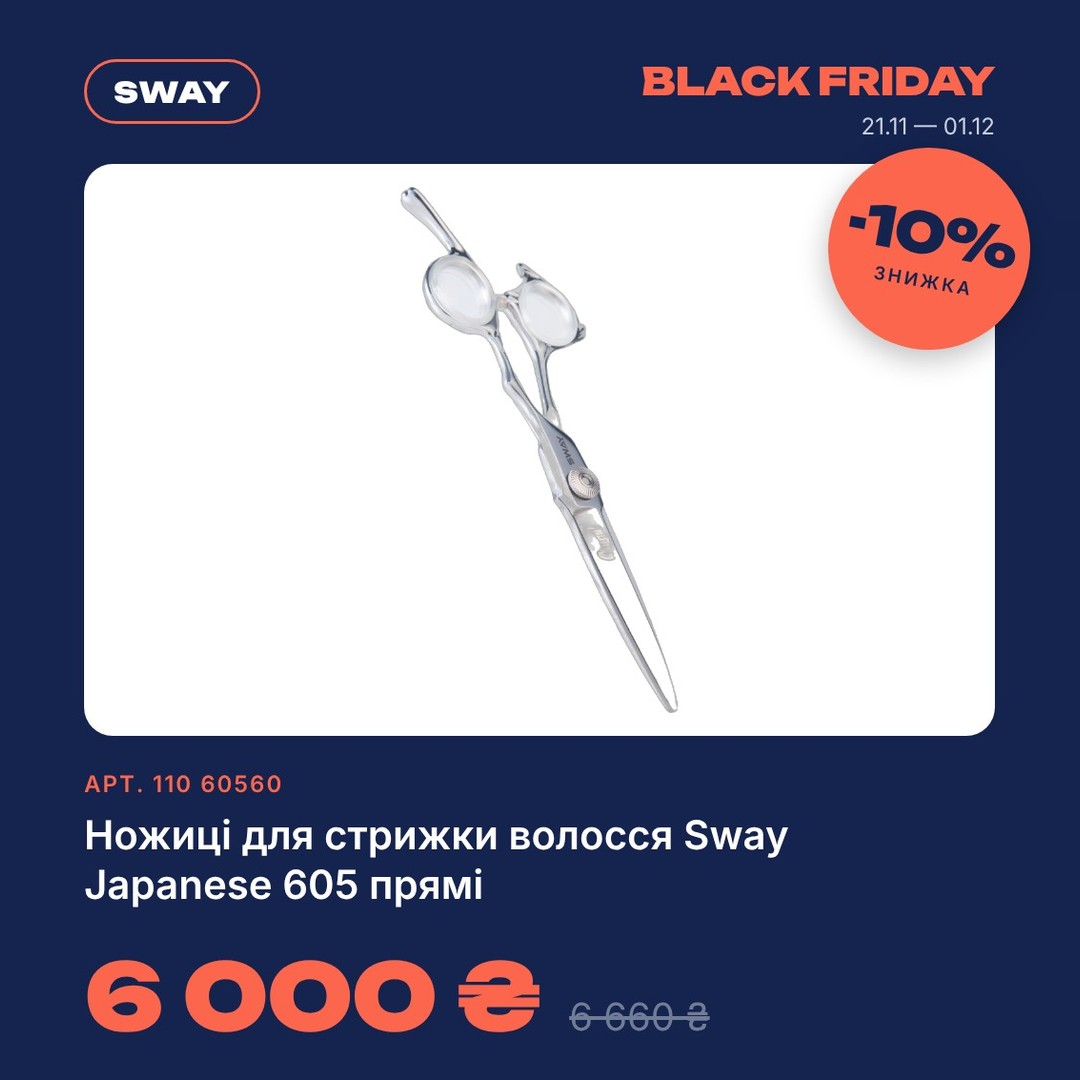 SWAY
BLACK FRIDAY
21.11 — 01.12
-10%
ЗНИЖКА
SWAY
АРТ. 110 60560
Ножиці для стрижки волосся Sway
Japanese 605 прямі
6 000 ₴
6 660 ₴